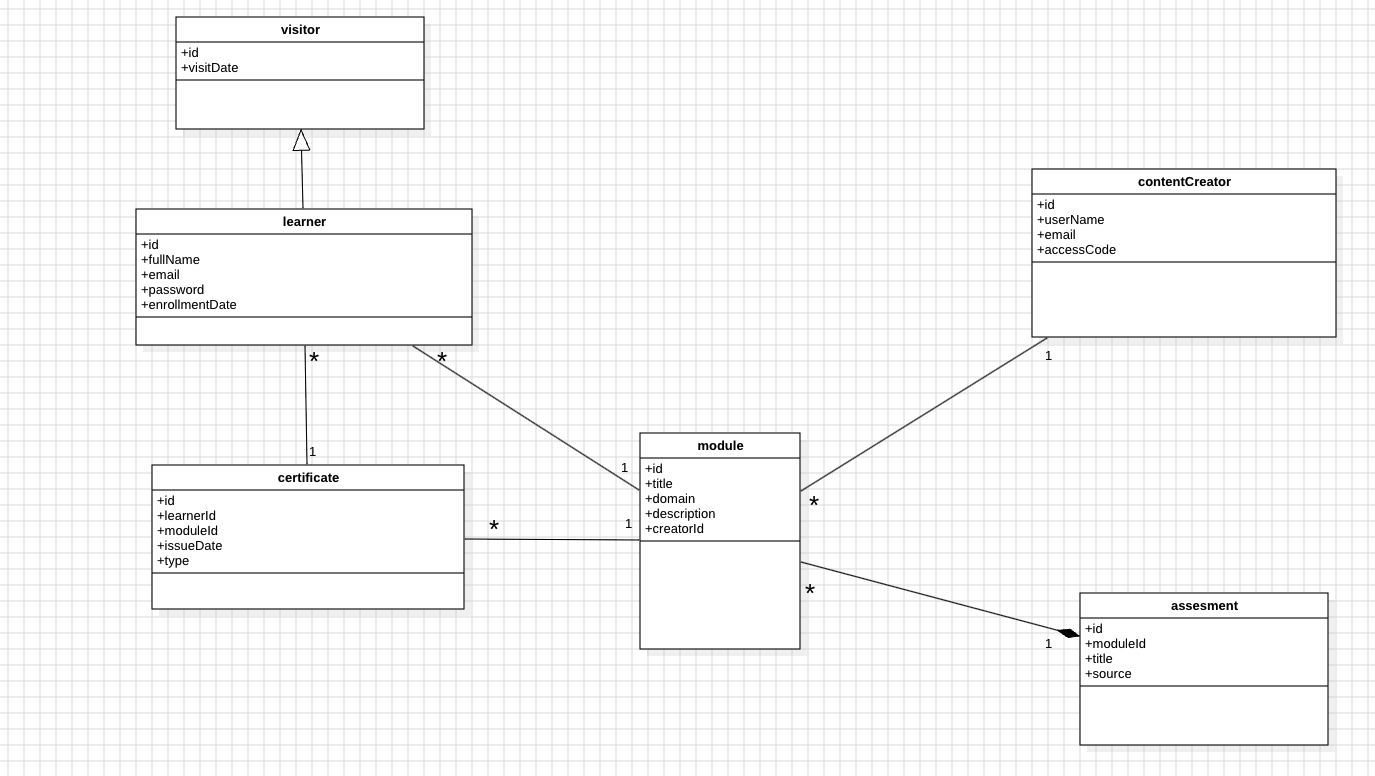 visitor
+id
+visitDate
learner
+id
+fullName
+email
+password
+enrollmentDate
*
*
1
certificate
+id
+learnerId
+moduleId
+issueDate
+type
*
1
1
module
+id
+title
+domain
+description
+creatorId
contentCreator
+id
+userName
+email
+accessCode
1
*
*
1
assesment
+id
+moduleId
+title
+source